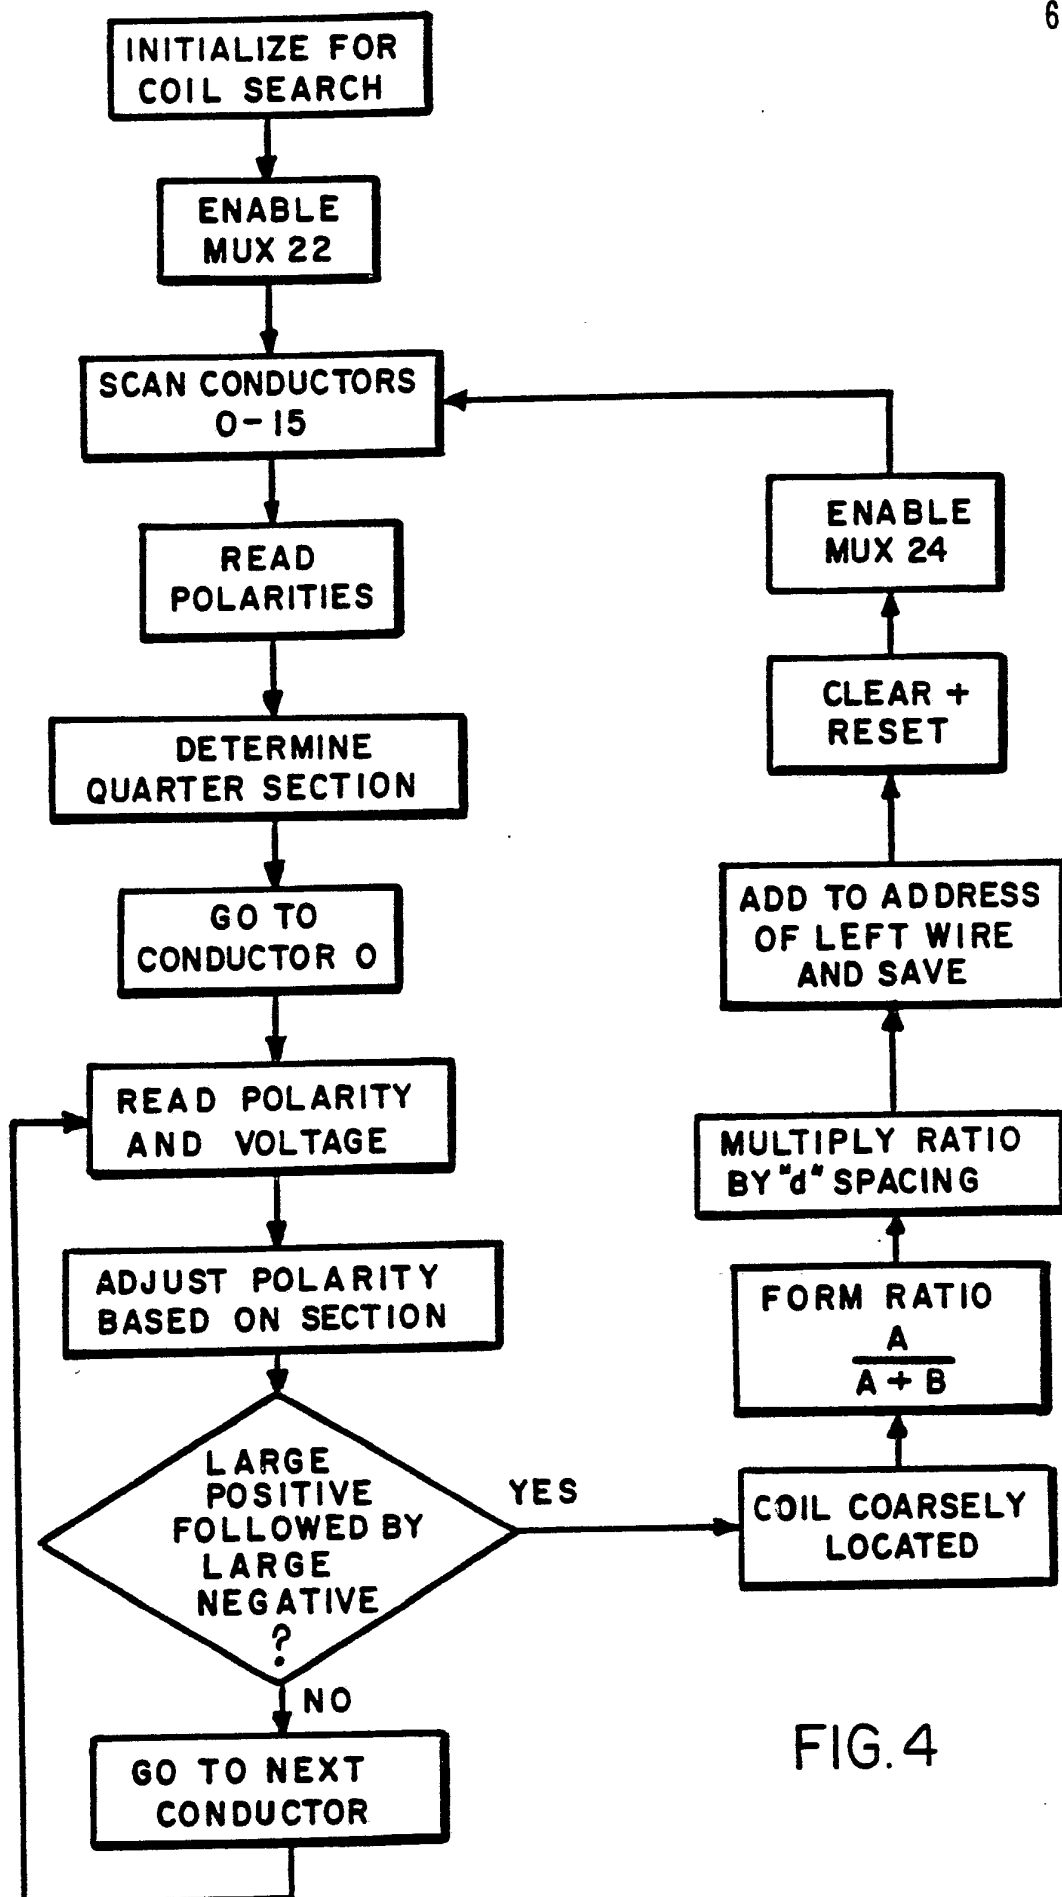 6
INITIALIZE FOR
COIL SEARCH
ENABLE
MUX 22
SCAN CONDUCTORS
0-15
READ
POLARITIES
DETERMINE
QUARTER SECTION
GO TO
CONDUCTOR 0
READ POLARITY
AND VOLTAGE
ADJUST POLARITY
BASED ON SECTION
LARGE
POSITIVE
FOLLOWED BY
LARGE
NEGATIVE
?
NO
GO TO NEXT
CONDUCTOR
YES
COIL COARSELY
LOCATED
FORM RATIO
A
A + B
MULTIPLY RATIO
BY "d" SPACING
ADD TO ADDRESS
OF LEFT WIRE
AND SAVE
CLEAR +
RESET
ENABLE
MUX 24
FIG. 4